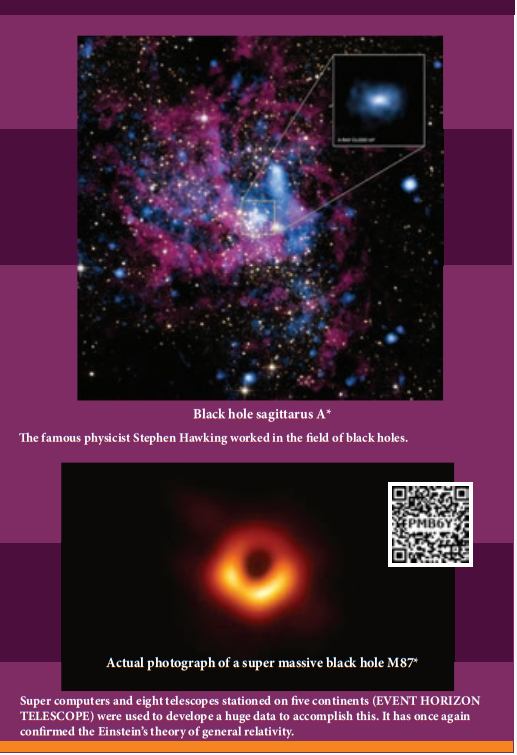 Black hole sagittarus A*
The famous physicist Stephen Hawking worked in the field of black holes.
PMB6Y
Actual photograph of a super massive black hole M87*
Super computers and eight telescopes stationed on five continents (EVENT HORIZON
TELESCOPE) were used to develope a huge data to accomplish this. It has once again
confirmed the Einstein's theory of general relativity.